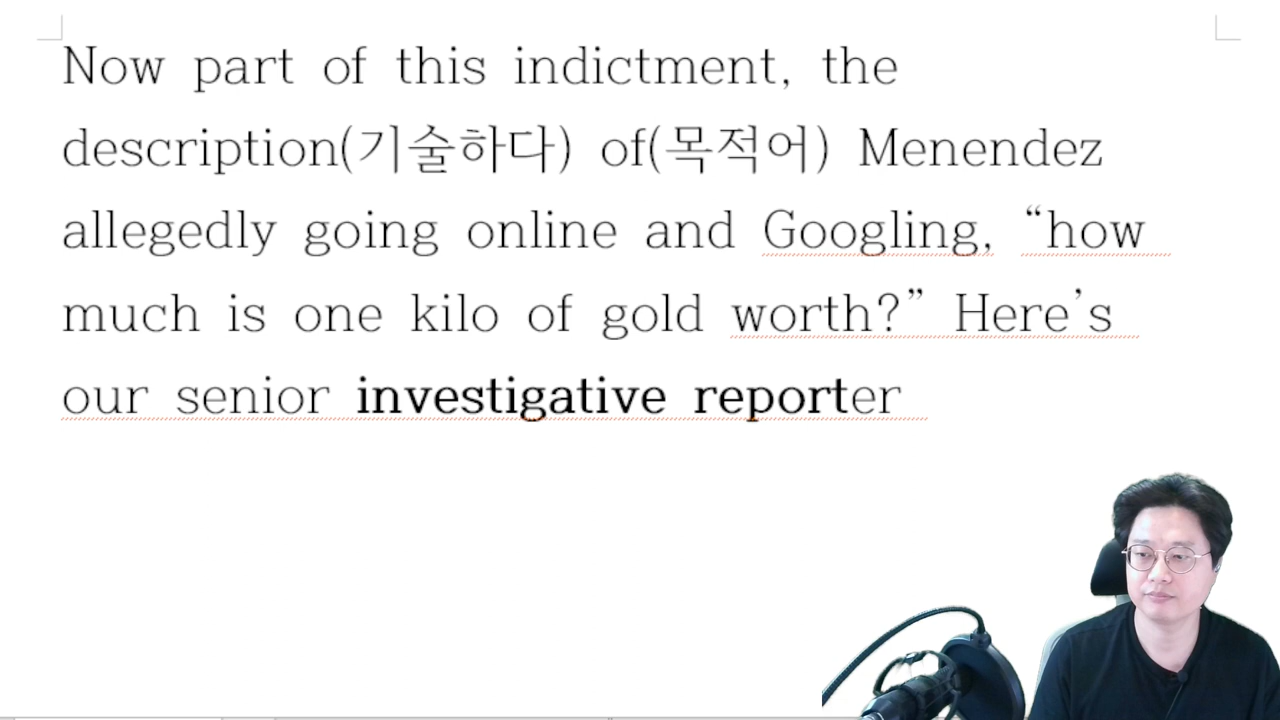 Now part of this indictment, the
description(기술하다) of(목적어) Menendez
allegedly going online and Googling, “how
much is one kilo of gold worth?” Here’s
our senior investigative reporter